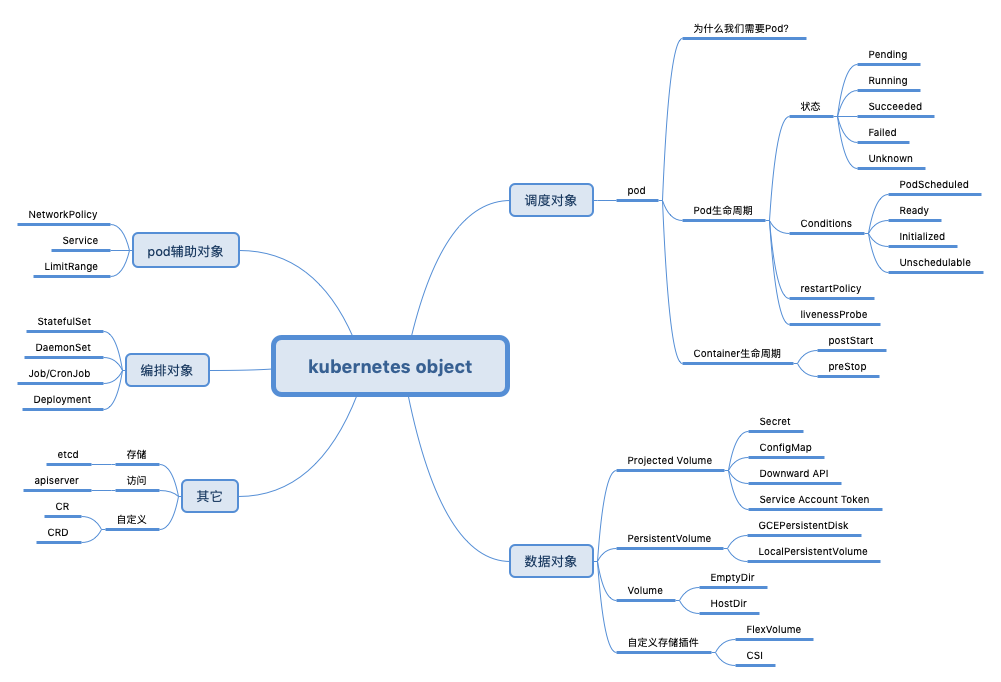 kubernetes object
调度对象
pod
为什么我们需要Pod?
Pod生命周期
状态
Pending
Running
Succeeded
Failed
Unknown
Conditions
PodScheduled
Ready
Initialized
Unschedulable
restartPolicy
livenessProbe
Container生命周期
postStart
preStop
数据对象
Projected Volume
Secret
ConfigMap
Downward API
Service Account Token
PersistentVolume
GCEPersistentDisk
LocalPersistentVolume
Volume
EmptyDir
HostDir
自定义存储插件
FlexVolume
CSI
pod辅助对象
NetworkPolicy
Service
LimitRange
编排对象
StatefulSet
DaemonSet
Job/CronJob
Deployment
其它
存储
etcd
访问
apiserver
自定义
CR
CRD